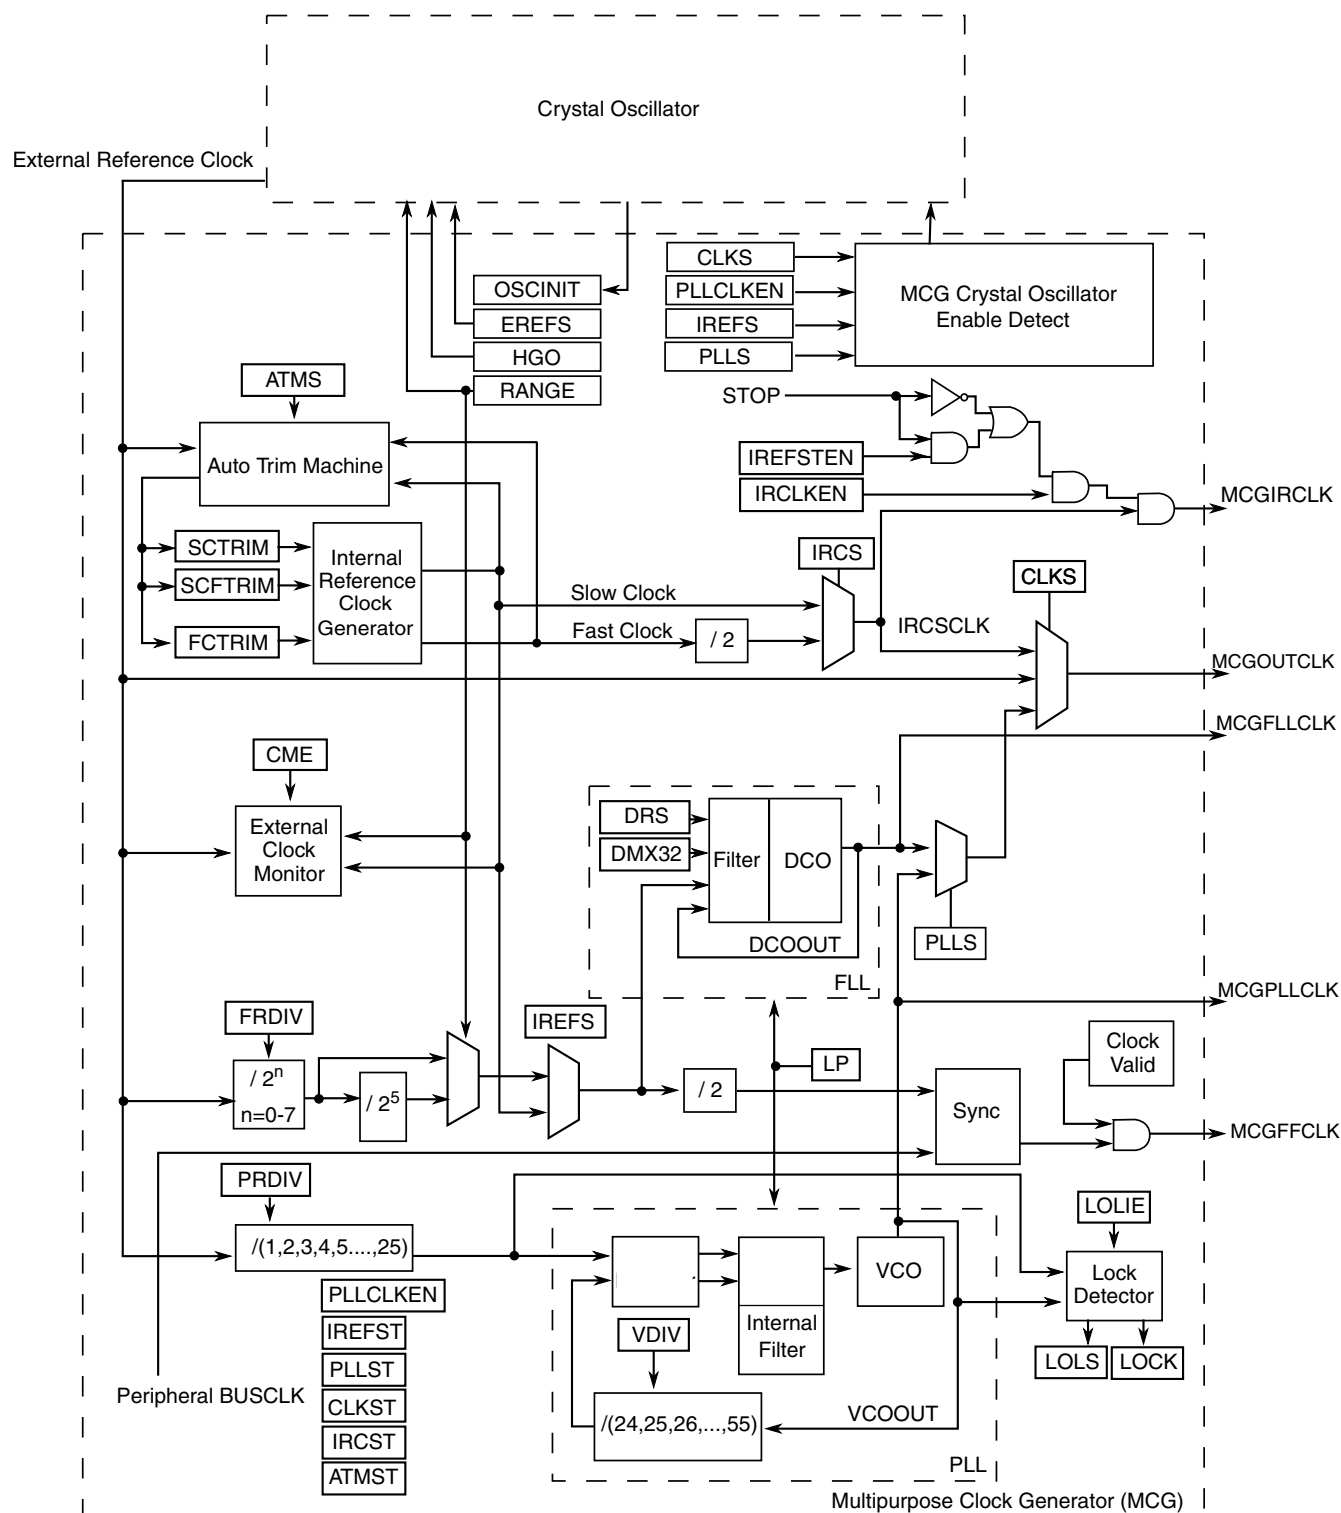 Crystal Oscillator
External Reference Clock
CLKS
OSCINIT
PLLCLKEN
MCG Crystal Oscillator
Enable Detect
EREFS
IREFS
HGO
PLLS
RANGE
ATMS
STOP
Auto Trim Machine
IREFSTEN
IRCLKEN
MCGIRCLK
SCTRIM
SCFTRIM
FCTRIM
Internal
Reference
Clock
Generator
IRCS
CLKS
Slow Clock
Fast Clock
/ 2
IRCSCLK
MCGOUTCLK
MCGFLLCLK
CME
External
Clock
Monitor
DRS
DMX32
Filter
DCO
DCOOUT
FLL
PLLS
MCGPLLCLK
FRDIV
IREFS
/ 2ⁿ
n=0-7
/ 2⁵
/ 2
LP
Clock
Valid
Sync
MCGFFCLK
PRDIV
/(1,2,3,4,5....,25)
LOLIE
VCO
Lock
Detector
PLLCLKEN
IREFST
PLLST
CLKST
IRCST
ATMST
VDIV
Internal
Filter
LOLS
LOCK
Peripheral BUSCLK
/(24,25,26,...,55)
VCOOUT
PLL
Multipurpose Clock Generator (MCG)